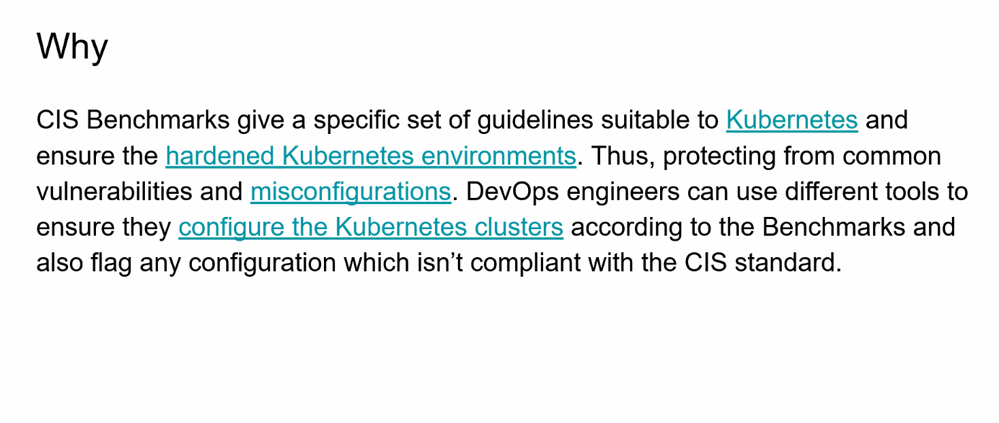 Why
CIS Benchmarks give a specific set of guidelines suitable to Kubernetes and
ensure the hardened Kubernetes environments. Thus, protecting from common
vulnerabilities and misconfigurations. DevOps engineers can use different tools to
ensure they configure the Kubernetes clusters according to the Benchmarks and
also flag any configuration which isn’t compliant with the CIS standard.